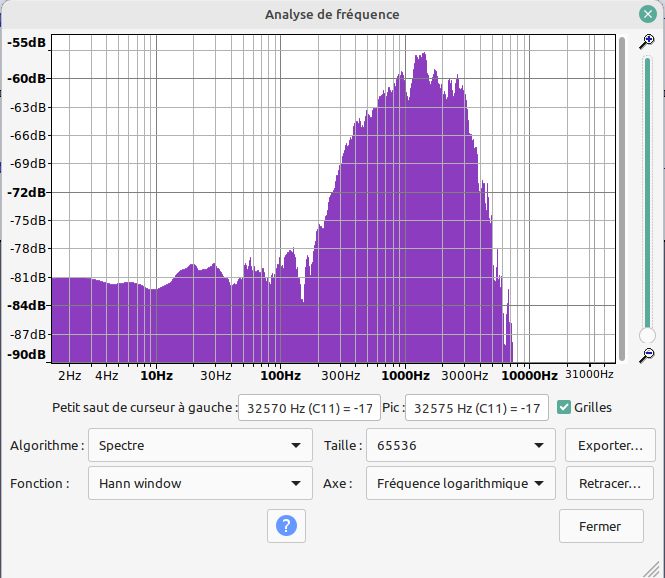 Analyse de fréquence
-55dB
-60dB
-63dB
-66dB
-69dB
-72dB
-75dB
-78dB
-81dB
-84dB
-87dB
-90dB
2Hz 4Hz 10Hz 30Hz 100Hz 300Hz 1000Hz 3000Hz 10000Hz 31000Hz
Petit saut de curseur à gauche : 32570 Hz (C11) = -17 Pic : 32575 Hz (C11) = -17 Grilles
Algorithme : Spectre Taille : 65536 Exporter...
Fonction : Hann window Axe : Fréquence logarithmique Retracer...
? Fermer